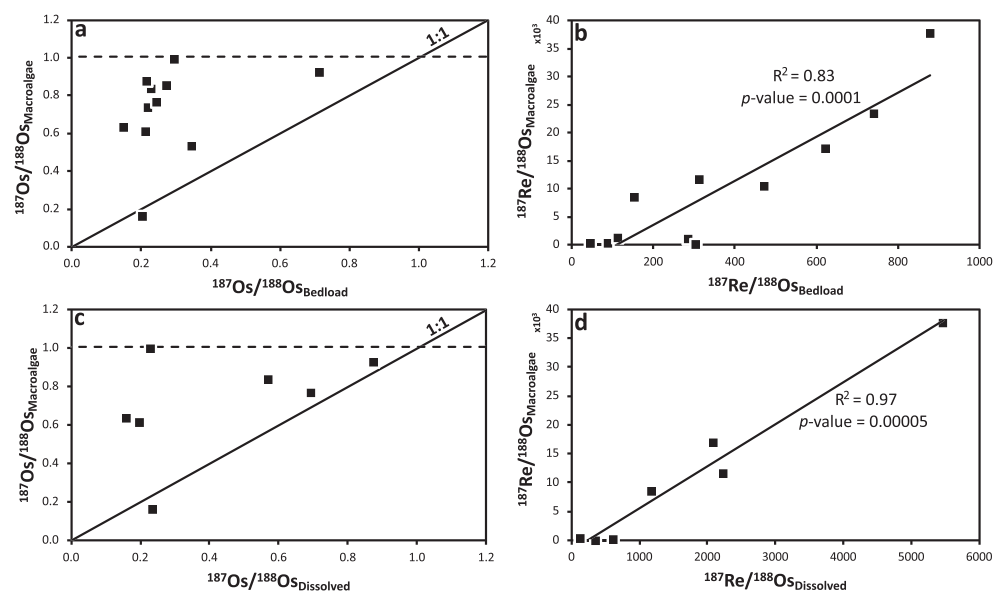 a
1:1
1.2
1.0
0.8
0.6
0.4
0.2
0.0
187Os/188OsMacroalgae
0.0 0.2 0.4 0.6 0.8 1.0 1.2
187Os/188OsBedload
b
x10³
40
35
30
25
20
15
10
5
0
187Re/188OsMacroalgae
R² = 0.83
p-value = 0.0001
0 200 400 600 800 1000
187Re/188OsBedload
c
1:1
1.2
1.0
0.8
0.6
0.4
0.2
0.0
187Os/188OsMacroalgae
0.0 0.2 0.4 0.6 0.8 1.0 1.2
187Os/188OsDissolved
d
x10³
40
35
30
25
20
15
10
5
0
187Re/188OsMacroalgae
R² = 0.97
p-value = 0.00005
0 1000 2000 3000 4000 5000 6000
187Re/188OsDissolved